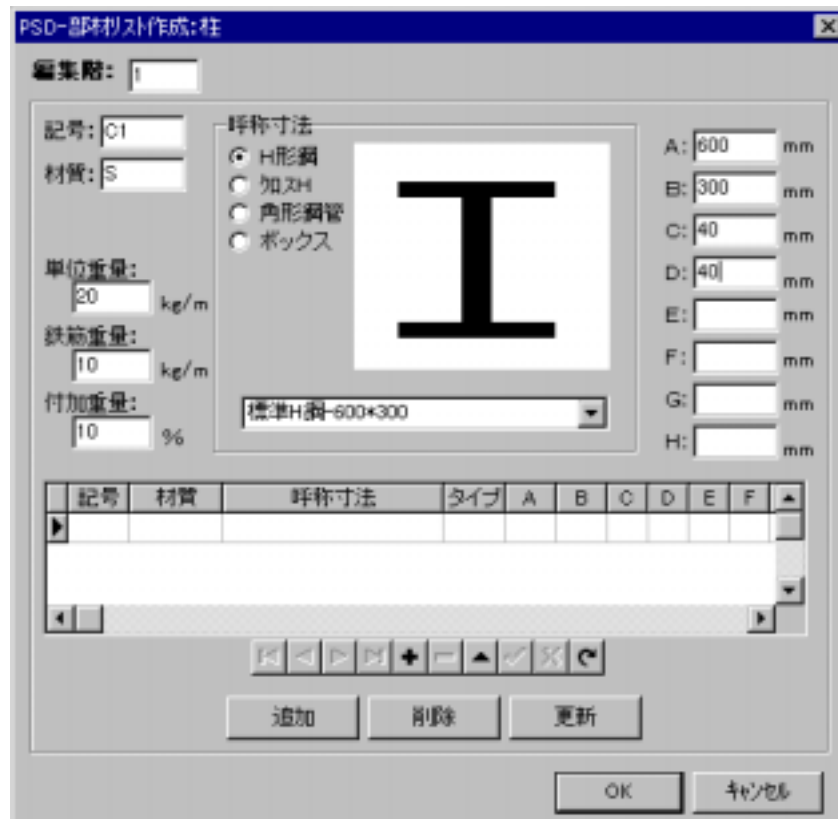 PSD-部材リスト作成:柱
編集階: 1
記号: C1
材質: S
単位重量:
20 kg/m
鉄筋重量:
10 kg/m
付加重量:
10 %
呼称寸法
H形鋼
クロスH
角形鋼管
ボックス
標準H鋼-600*300
A: 600 mm
B: 300 mm
C: 40 mm
D: 40 mm
E: mm
F: mm
G: mm
H: mm
記号 材質 呼称寸法 タイプ A B C D E F
追加 削除 更新
OK キャンセル